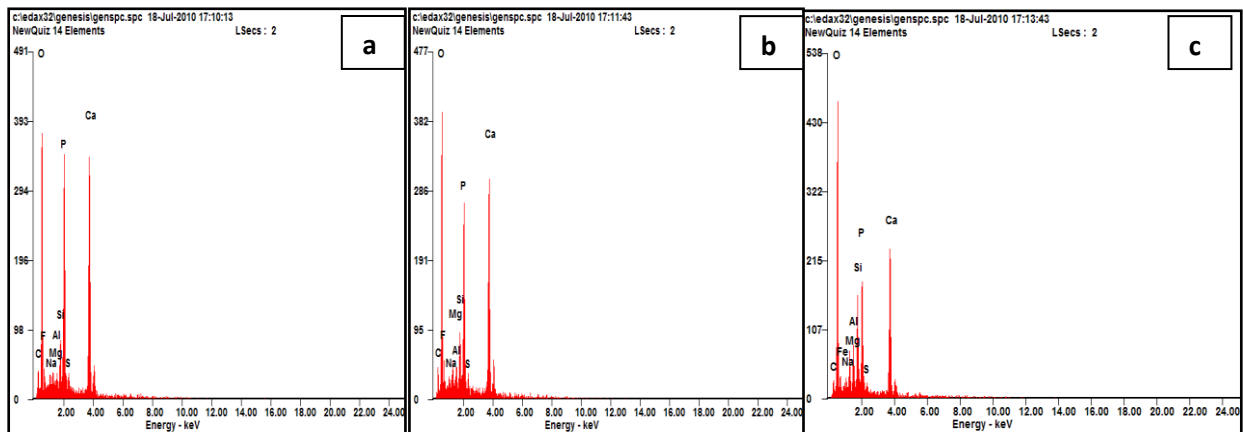 c:\edax32\genesis\genspc.spc 18-Jul-2010 17:10:13
NewQuiz 14 Elements LSecs : 2
a
491
O
393
Ca
P
294
196
Si
98
F
Al
C
Mg
Na
S
0
2.00 4.00 6.00 8.00 10.00 12.00 14.00 16.00 18.00 20.00 22.00 24.00
Energy - keV
c:\edax32\genesis\genspc.spc 18-Jul-2010 17:11:43
NewQuiz 14 Elements LSecs : 2
b
477
O
382
Ca
P
286
191
Si
Mg
95
F
C
Al
Na
S
0
2.00 4.00 6.00 8.00 10.00 12.00 14.00 16.00 18.00 20.00 22.00 24.00
Energy - keV
c:\edax32\genesis\genspc.spc 18-Jul-2010 17:13:43
NewQuiz 14 Elements LSecs : 2
c
538
O
430
322
Ca
P
215
Si
107
Al
Mg
Fe
Na
C
S
0
2.00 4.00 6.00 8.00 10.00 12.00 14.00 16.00 18.00 20.00 22.00 24.00
Energy - keV